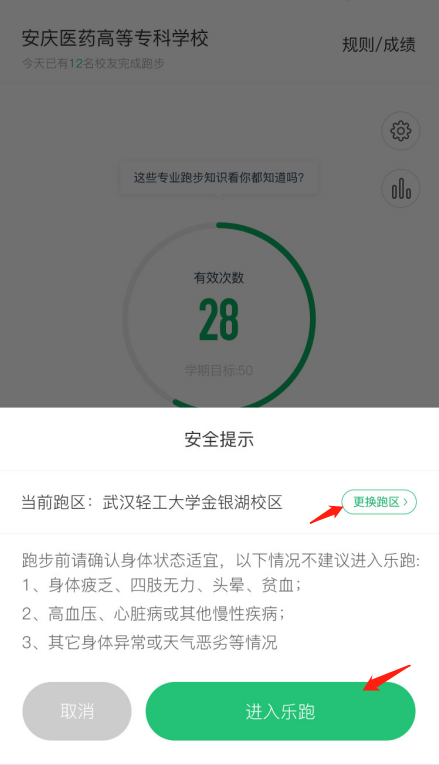 安庆医药高等专科学校
规则/成绩
今天已有12名校友完成跑步
这些专业跑步知识看你都知道吗?
有效次数
28
学期目标:50
安全提示
当前跑区：武汉轻工大学金银湖校区
更换跑区 >
跑步前请确认身体状态适宜，以下情况不建议进入乐跑:
1、身体疲乏、四肢无力、头晕、贫血；
2、高血压、心脏病或其他慢性疾病；
3、其它身体异常或天气恶劣等情况
取消
进入乐跑